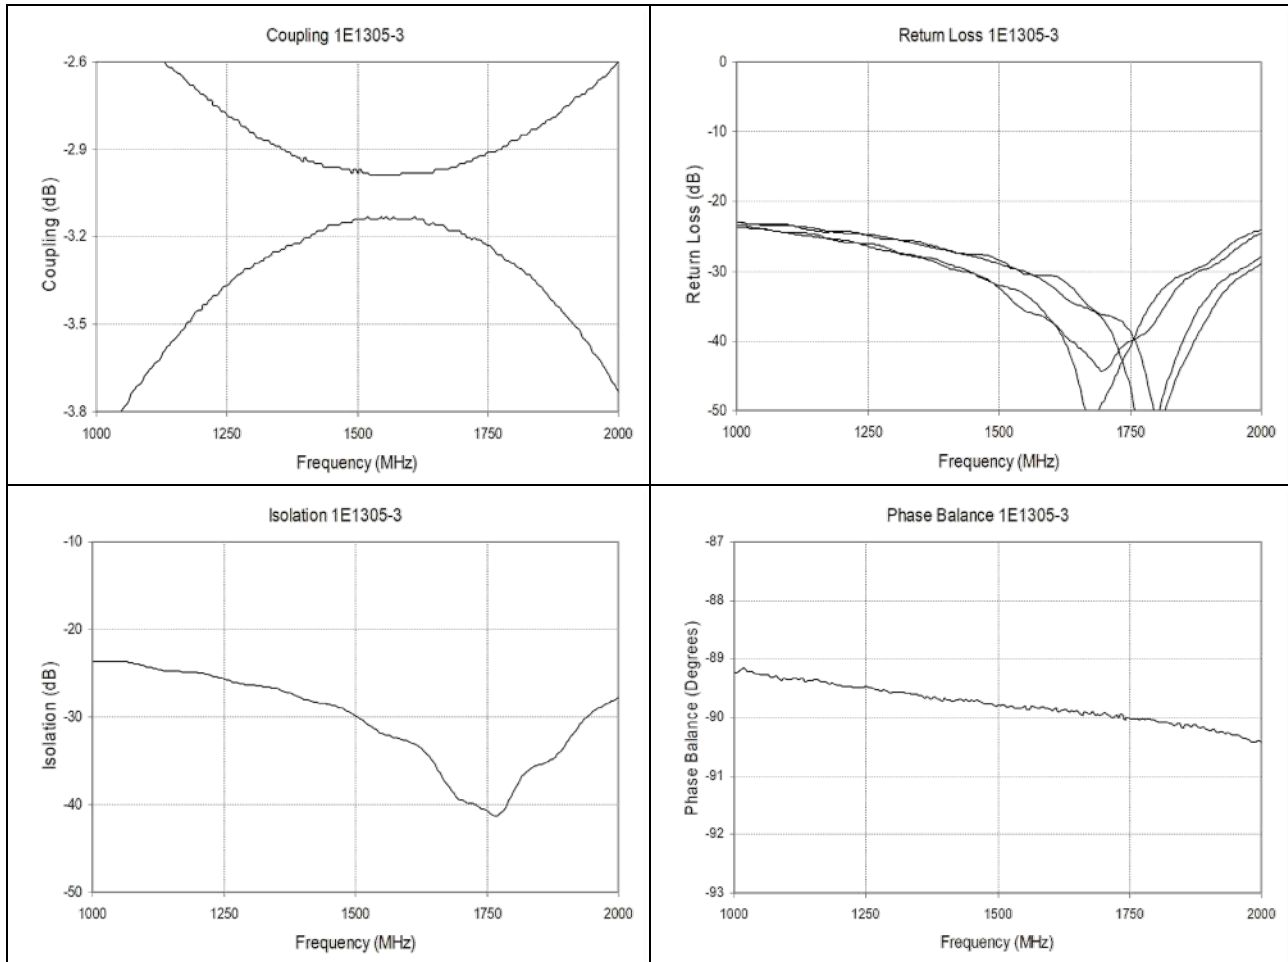 Coupling 1E1305-3
-2.6
-2.9
-3.2
-3.5
-3.8
Coupling (dB)
1000 1250 1500 1750 2000
Frequency (MHz)
Return Loss 1E1305-3
0
-10
-20
-30
-40
-50
Return Loss (dB)
1000 1250 1500 1750 2000
Frequency (MHz)
Isolation 1E1305-3
-10
-20
-30
-40
-50
Isolation (dB)
1000 1250 1500 1750 2000
Frequency (MHz)
Phase Balance 1E1305-3
-87
-88
-89
-90
-91
-92
-93
Phase Balance (Degrees)
1000 1250 1500 1750 2000
Frequency (MHz)